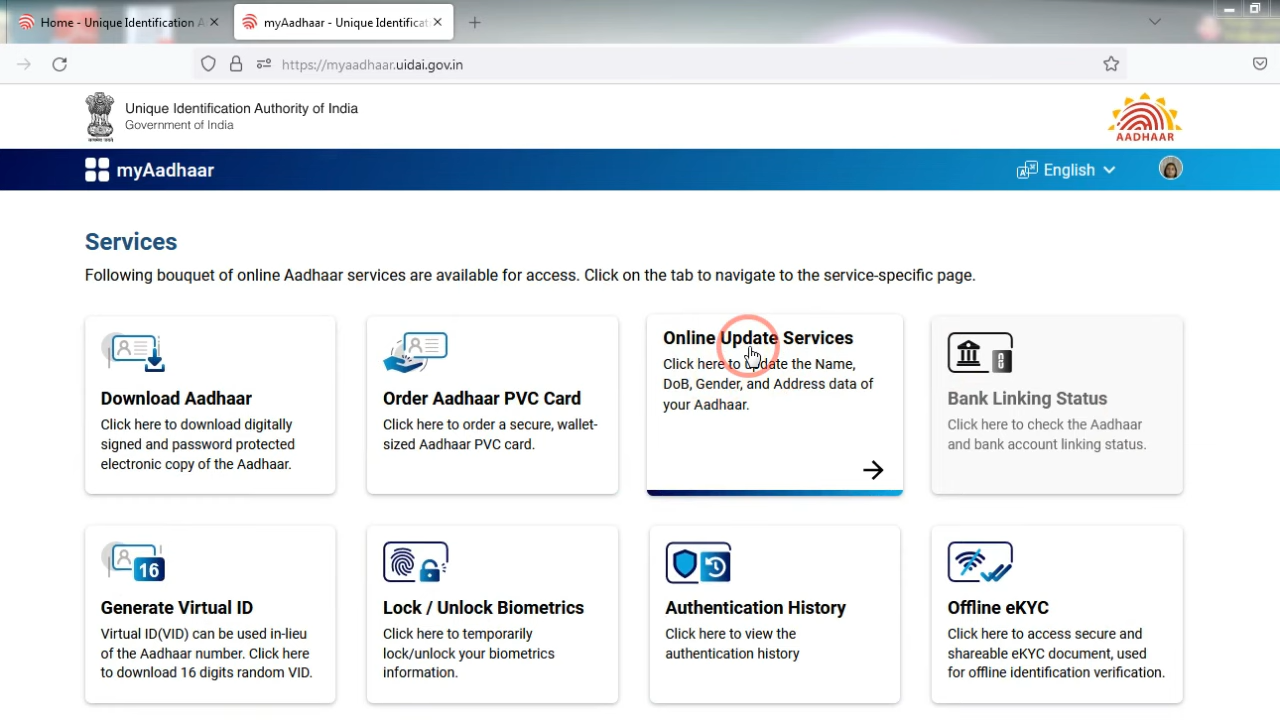 Home - Unique Identification A
myAadhaar - Unique Identificat
https://myaadhaar.uidai.gov.in
Unique Identification Authority of India
Government of India
AADHAAR
myAadhaar
English
Services
Following bouquet of online Aadhaar services are available for access. Click on the tab to navigate to the service-specific page.
Download Aadhaar
Click here to download digitally
signed and password protected
electronic copy of the Aadhaar.
Order Aadhaar PVC Card
Click here to order a secure, wallet-
sized Aadhaar PVC card.
Online Update Services
Click here to update the Name,
DoB, Gender, and Address data of
your Aadhaar.
Bank Linking Status
Click here to check the Aadhaar
and bank account linking status.
16
Generate Virtual ID
Virtual ID(VID) can be used in-lieu
of the Aadhaar number. Click here
to download 16 digits random VID.
Lock / Unlock Biometrics
Click here to temporarily
lock/unlock your biometrics
information.
Authentication History
Click here to view the
authentication history
Offline eKYC
Click here to access secure and
shareable eKYC document, used
for offline identification verification.